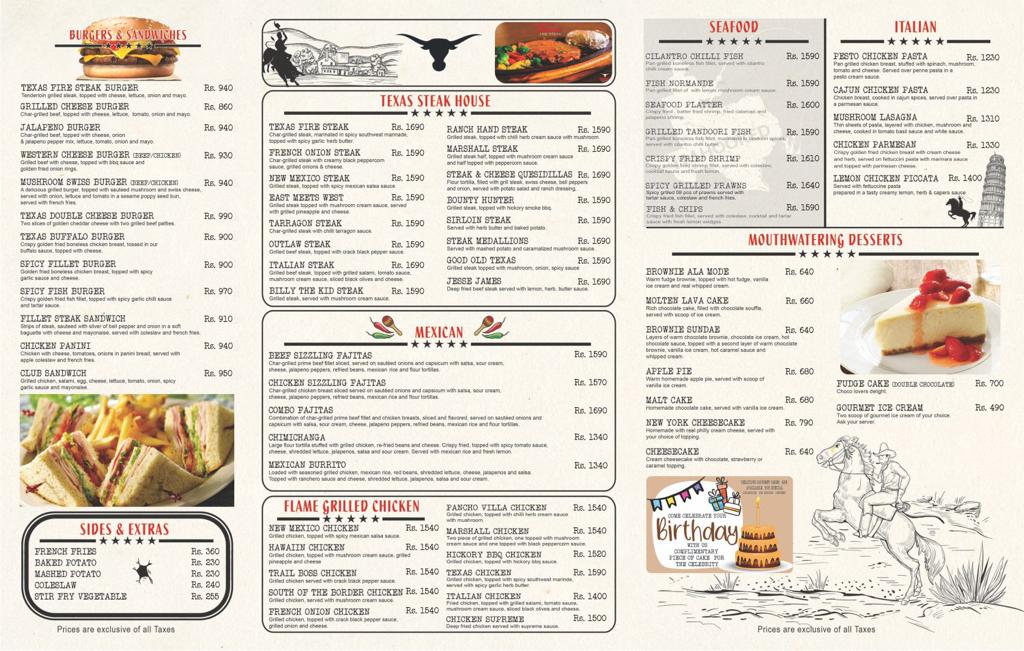 BURGERS & SANDWICHES
TEXAS FIRE STEAK BURGER Rs. 940
Tenderloin grilled steak, topped with cheese, lettuce, onion and mayo.
GRILLED CHEESE BURGER Rs. 860
Char-grilled beef, topped with cheese, lettuce, tomato, onion and mayo.
JALAPENO BURGER Rs. 940
Char-grilled beef, topped with cheese, onion
& jalapeno pepper mix, lettuce, tomato, onion and mayo.
WESTERN CHEESE BURGER (BEEF/CHICKEN) Rs. 930
Grilled beef with cheese, topped with bbq sauce and
golden fried onion rings.
MUSHROOM SWISS BURGER (BEEF/CHICKEN) Rs. 940
A delicious grilled burger, topped with sauteed mushroom and swiss cheese,
served with onion, lettuce and tomato in a sesame poppy seed bun,
served with french fries.
TEXAS DOUBLE CHEESE BURGER Rs. 990
Two slices of golden cheddar cheese with two grilled beef patties.
TEXAS BUFFALO BURGER Rs. 900
Crispy golden fried boneless chicken breast, tossed in our
buffalo sauce, topped with cheese.
SPICY FILLET BURGER Rs. 900
Golden fried boneless chicken breast, topped with spicy
garlic sauce and cheese.
SPICY FISH BURGER Rs. 970
Crispy golden fried fish fillet, topped with spicy garlic chilli sauce
and tartar sauce.
FILLET STEAK SANDWICH Rs. 910
Strips of steak, sauteed with sliver of bell pepper and onion in a soft
baguette with cheese and mayonaise, served with coleslaw and french fries.
CHICKEN PANINI Rs. 940
Chicken with cheese, tomatoes, onions in panini bread, served with
apple coleslaw and french fries.
CLUB SANDWICH Rs. 950
Grilled chicken, salami, egg, cheese, lettuce, tomato, onion, spicy
garlic sauce and mayonaise.
SIDES & EXTRAS
FRENCH FRIES Rs. 360
BAKED POTATO Rs. 230
MASHED POTATO Rs. 230
COLESLAW Rs. 240
STIR FRY VEGETABLE Rs. 255
Prices are exclusive of all Taxes
TEXAS STEAK HOUSE
TEXAS FIRE STEAK Rs. 1690
Char-grilled steak, marinated in spicy southwest marinade,
topped with spicy garlic herb butter.
FRENCH ONION STEAK Rs. 1590
Char-grilled steak with creamy black peppercorn
sauce, grilled onions & cheese.
NEW MEXICO STEAK Rs. 1590
Grilled steak, topped with spicy mexican salsa sauce.
EAST MEETS WEST Rs. 1590
Grilled steak topped with mushroom sauce, served
with grilled pineapple and cheese.
TARRAGON STEAK Rs. 1590
Char-grilled steak with chilli tarragon sauce.
OUTLAW STEAK Rs. 1590
Grilled beef steak, topped with crack black pepper sauce.
ITALIAN STEAK Rs. 1690
Grilled beef steak, topped with grilled salami, tomato sauce,
mushroom cream sauce, sliced black olives and cheese.
BILLY THE KID STEAK Rs. 1590
Grilled steak, served with mushroom cream sauce.
RANCH HAND STEAK Rs. 1590
Grilled steak, topped with chilli herb cream sauce with mushroom.
MARSHALL STEAK Rs. 1690
Grilled steak half, topped with mushroom cream sauce
and half topped with peppercorn sauce.
STEAK & CHEESE QUESIDILLAS Rs. 1690
Flour tortilla, filled with grill steak, swiss cheese, bell peppers
and onion, served with potato salad and ranch dressing.
BOUNTY HUNTER Rs. 1590
Grilled steak, topped with hickory smoke bbq.
SIRLOIN STEAK Rs. 1590
Served with herb butter and baked potato.
STEAK MEDALLIONS Rs. 1690
Served with mashed potato and caramalized mushroom sauce.
GOOD OLD TEXAS Rs. 1590
Grilled steak topped with mushroom, onion, spicy sauce
JESSE JAMES Rs. 1690
Deep fried beef steak served with lemon, herb, butter sauce.
MEXICAN
BEEF SIZZLING FAJITAS Rs. 1590
Char-grilled prime beef fillet sliced, served on sautéed onions and capsicum with salsa, sour cream,
cheese, jalapeno peppers, refried beans, mexican rice and flour tortillas.
CHICKEN SIZZLING FAJITAS Rs. 1570
Char-grilled chicken breast sliced served on sautéed onions and capsicum with salsa, sour cream,
cheese, jalapeno peppers, refried beans, mexican rice and flour tortillas.
COMBO FAJITAS Rs. 1690
Combination of char-grilled prime beef fillet and chicken breasts, sliced and flavored, served on sautéed onions and
capsicum with salsa, sour cream, cheese, jalapeno peppers, refried beans, mexican rice and flour tortillas.
CHIMICHANGA Rs. 1340
Large flour tortilla stuffed with grilled chicken, re-fried beans and cheese. Crispy fried, topped with spicy tomato sauce,
cheese, shredded lettuce, jalapenos, salsa and sour cream. Served with mexican rice and fresh lemon.
MEXICAN BURRITO Rs. 1340
Loaded with seasoned grilled chicken, mexican rice, red beans, shredded lettuce, cheese, jalapenos and salsa.
Topped with ranchero sauce and cheese, shredded lettuce, jalapenos, salsa and sour cream.
FLAME GRILLED CHICKEN
NEW MEXICO CHICKEN Rs. 1540
Grilled chicken, topped with spicy mexican salsa sauce.
HAWAIIN CHICKEN Rs. 1540
Grilled chicken, topped with mushroom cream sauce, grilled
pineapple and cheese
TRAIL BOSS CHICKEN Rs. 1540
Grilled chicken served with crack black pepper sauce.
SOUTH OF THE BORDER CHICKEN Rs. 1540
Grilled chicken, served with mushroom cream sauce.
FRENCH ONION CHICKEN Rs. 1540
Grilled chicken, topped with crack black pepper sauce,
grilled onion and cheese.
PANCHO VILLA CHICKEN Rs. 1540
Grilled chicken, topped with chilli herb cream sauce
with mushroom.
MARSHALL CHICKEN Rs. 1540
Two piece of grilled chicken, one topped with mushroom
cream sauce and one topped with black peppercorn sauce.
HICKORY BBQ CHICKEN Rs. 1520
Grilled chicken, topped with hickory bbq sauce.
TEXAS CHICKEN Rs. 1590
Grilled chicken, topped with spicy southwest marinde,
served with spicy garlic herb butter.
ITALIAN CHICKEN Rs. 1400
Fried chicken, topped with grilled salami, tomato sauce,
mushroom cream sauce, sliced black olives and cheese.
CHICKEN SUPREME Rs. 1500
Deep fried chicken served with supreme sauce.
SEAFOOD
CILANTRO CHILLI FISH Rs. 1590
Pan grilled boneless fish fillet, served with cilantro
chilli cream sauce.
FISH NORMANDE Rs. 1590
Pan grilled fillet of with lemon mushroom cream sauce.
SEAFOOD PLATTER Rs. 1600
Crispy fried , butter fried shrimp, fried calamari and
jalapeno shrimp.
GRILLED TANDOORI FISH Rs. 1590
served with cilantro chilli butter.
CRISPY FRIED SHRIMP Rs. 1610
Crispy golden fried shrimp fillet, served with coleslaw,
cocktail sauce and fresh lemon.
SPICY GRILLED PRAWNS Rs. 1640
Spicy grilled 08 pcs of prawns served with
tartar sauce, coleslaw and french fries.
FISH & CHIPS Rs. 1590
Crispy fried fish fillet, served with coleslaw, cocktail and tartar
sauce with fresh lemon wedges.
ITALIAN
PESTO CHICKEN PASTA Rs. 1230
Pan grilled chicken breast, stuffed with spinach, mushroom,
tomato and cheese. Served over penne pasta in a
pesto cream sauce.
CAJUN CHICKEN PASTA Rs. 1230
Chicken breast, cooked in cajun spices, served over pasta in
a parmesan sauce.
MUSHROOM LASAGNA Rs. 1310
Thin sheets of pasta, layered with chicken, mushroom and
cheese, cooked in tomato basil sauce and white sauce.
CHICKEN PARMESAN Rs. 1330
Crispy golden fried chicken breast with cream cheese
and herb, served on fettuccini pasta with marinara sauce
and topped with parmesan cheese.
LEMON CHICKEN PICCATA Rs. 1400
Served with fettuccine pasta
prepared in a tasty creamy lemon, herb & capers sauce
MOUTHWATERING DESSERTS
BROWNIE ALA MODE Rs. 640
Warm fudge brownie, topped with hot fudge, vanilla
ice cream and real whipped cream.
MOLTEN LAVA CAKE Rs. 660
Rich chocolate cake, filled with chocolate souffle,
served with scoop of ice cream.
BROWNIE SUNDAE Rs. 640
Layers of warm chocolate brownie, chocolate ice cream, hot
chocolate sauce, topped with a second layer of warm chocolate
brownie, vanilla ice cream, hot caramel sauce and
whipped cream.
APPLE PIE Rs. 680
Warm homemade apple pie, served with scoop of
vanilla ice cream.
MALT CAKE Rs. 680
Homemade chocolate cake, served with vanilla ice cream.
NEW YORK CHEESECAKE Rs. 790
Homemade with real philly cream cheese, served with
your choice of topping.
CHEESECAKE Rs. 640
Cream cheesecake with chocolate, strawberry or
caramel topping.
FUDGE CAKE (DOUBLE CHOCOLATE) Rs. 700
Choco lovers delight.
GOURMET ICE CREAM Rs. 490
Two scoop of gourmet ice cream of your choice.
Ask your server.
COME CELEBRATE YOUR
Birthday
WITH US
COMPLIMENTARY
PIECE OF CAKE FOR
THE CELEBRITY
Prices are exclusive of all Taxes